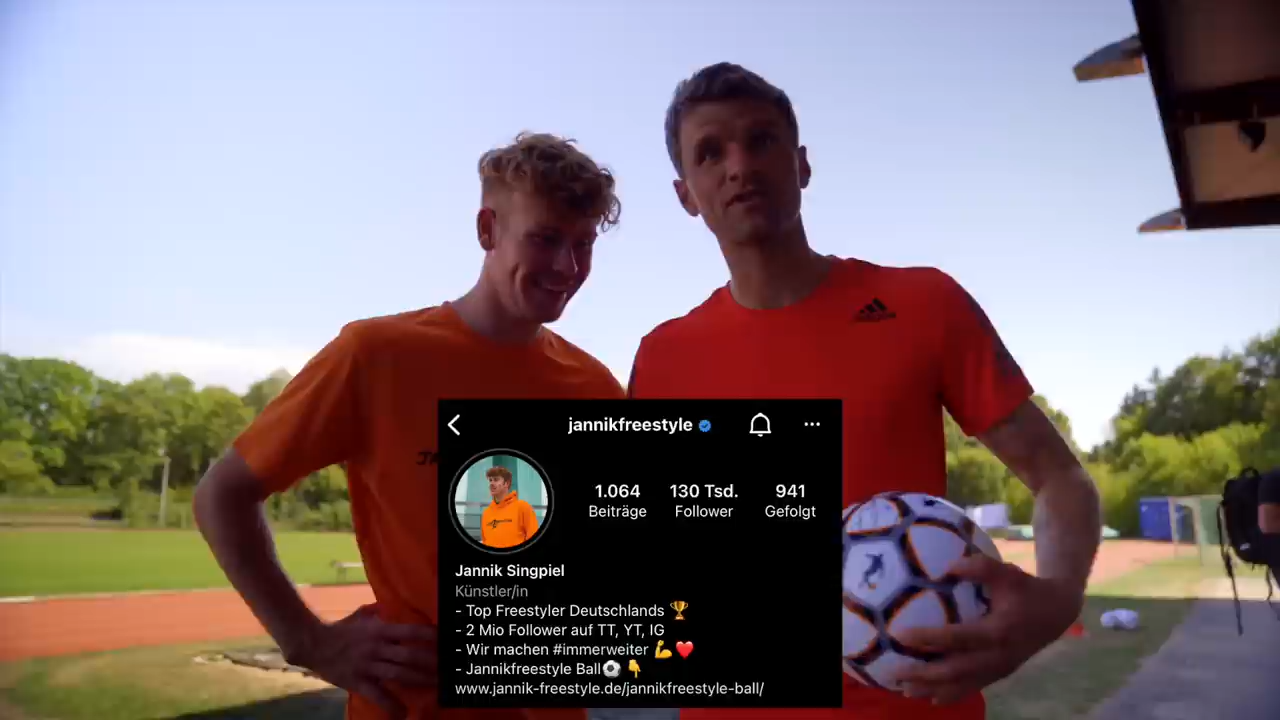 jannikfreestyle
1.064
130 Tsd.
941
Beiträge
Follower
Gefolgt
Jannik Singpiel
Künstler/in
- Top Freestyler Deutschlands 🏆
- 2 Mio Follower auf TT, YT, IG
- Wir machen #immerweiter 💪❤️
- Jannikfreestyle Ball⚽👇
www.jannik-freestyle.de/jannikfreestyle-ball/